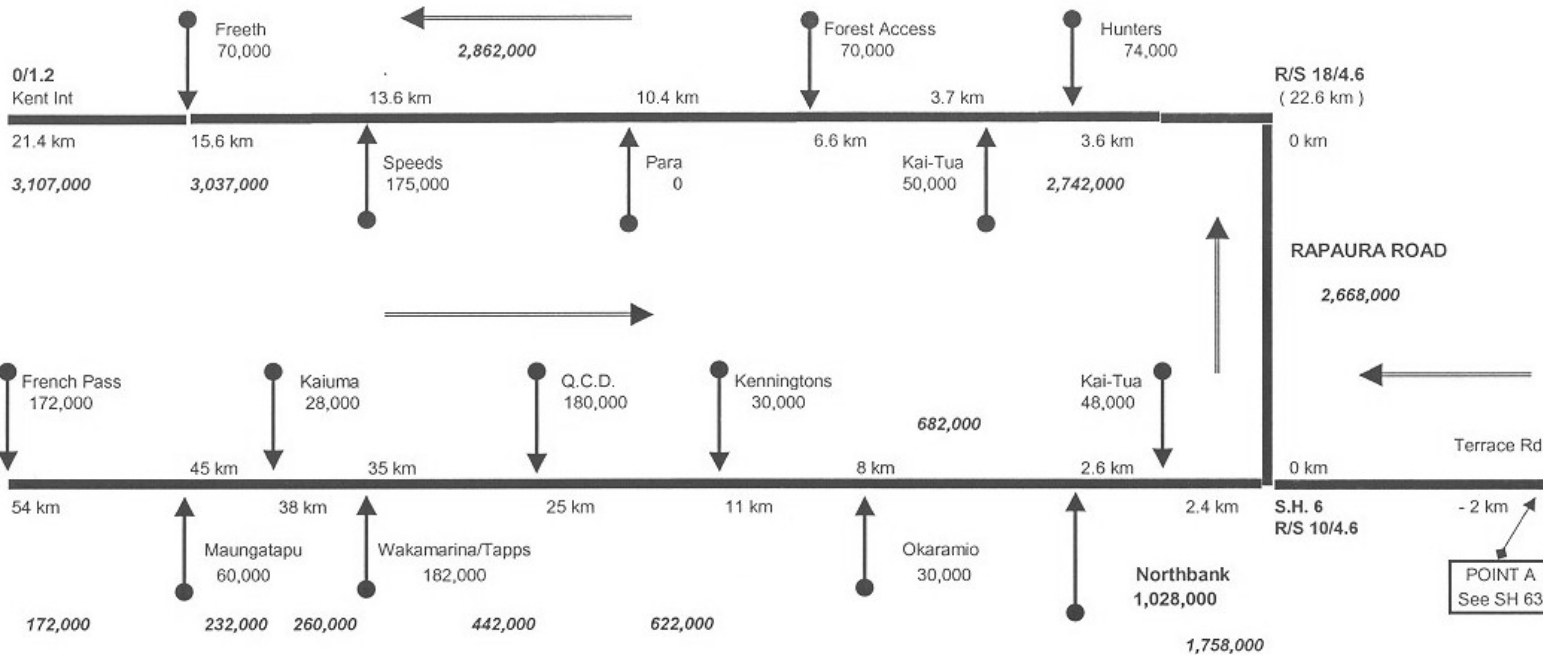 Freeth
70,000
2,862,000
Forest Access
70,000
Hunters
74,000
0/1.2
Kent Int
13.6 km
10.4 km
3.7 km
R/S 18/4.6
( 22.6 km )
21.4 km
15.6 km
6.6 km
3.6 km
0 km
3,107,000
3,037,000
Speeds
175,000
Para
0
Kai-Tua
50,000
2,742,000
RAPAURA ROAD
2,668,000
French Pass
172,000
Kaiuma
28,000
Q.C.D.
180,000
Kenningtons
30,000
682,000
Kai-Tua
48,000
Terrace Rd
45 km
35 km
8 km
2.6 km
0 km
54 km
38 km
25 km
11 km
2.4 km
S.H. 6
R/S 10/4.6
- 2 km
Maungatapu
60,000
Wakamarina/Tapps
182,000
Okaramio
30,000
Northbank
1,028,000
POINT A
See SH 63
172,000
232,000
260,000
442,000
622,000
1,758,000